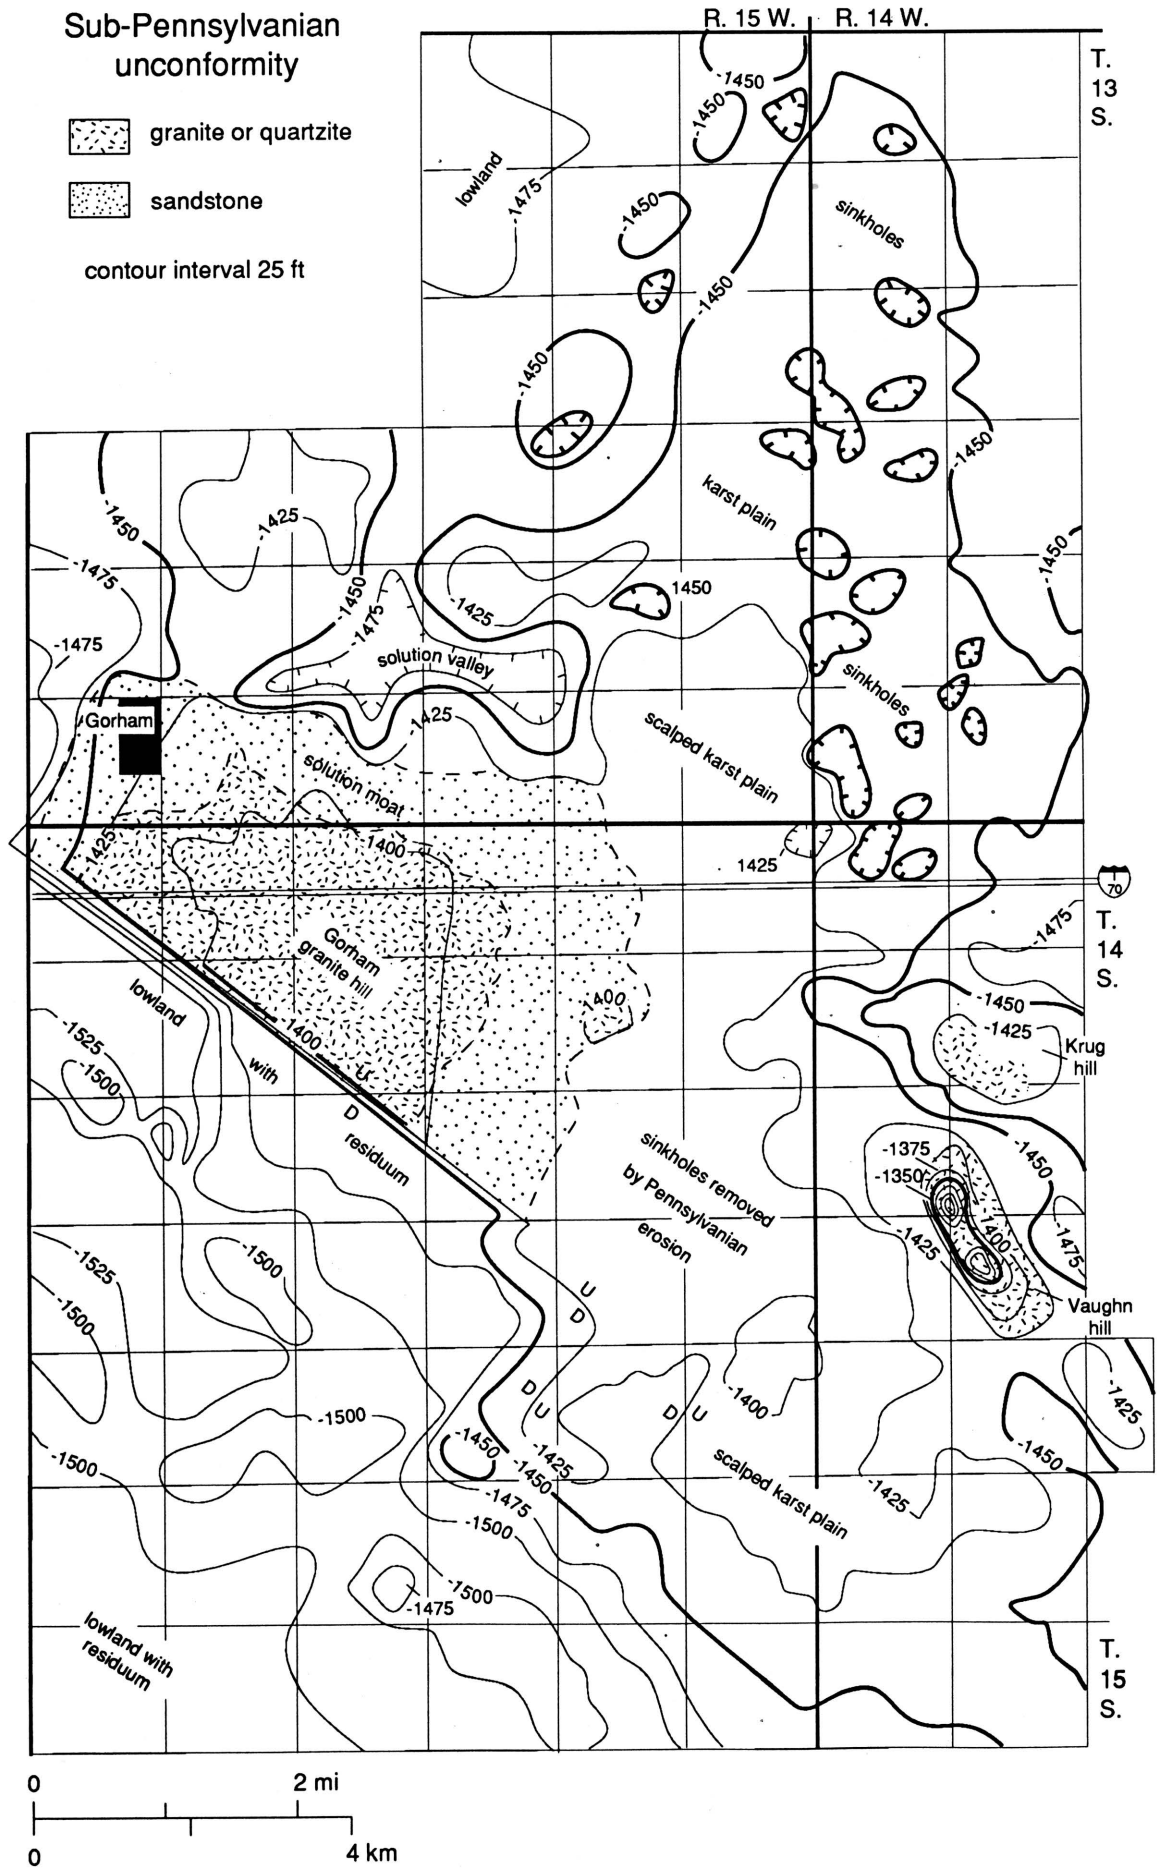 Sub-Pennsylvanian
unconformity
granite or quartzite
sandstone
contour interval 25 ft
R. 15 W.
R. 14 W.
T.
13
S.
-1450
-1450
lowland
-1475
-1450
sinkholes
-1450
-1450
-1450
-1450
karst plain
-1425
-1475
-1450
-1450
-1475
-1425
1450
-1450
-1475
solution valley
sinkholes
Gorham
1425
scalped karst plain
solution moat
1425
-1400
1425
70
T.
14
S.
-1475
Gorham
granite hill
lowland
400
-1450
-1425
Krug
hill
-1525
-1400
with
U
-1500
D
residuum
sinkholes removed
by Pennsylvanian
erosion
-1375
-1350
-1450
-1400
-1425
-1475
-1525
-1500
-1500
U
D
Vaughn
hill
D
U
D
U
-1400
-1425
-1500
-1450
-1425
-1450
-1450
-1500
-1475
-1500
scalped karst plain
-1425
-1500
-1475
lowland with
residuum
T.
15
S.
0
2 mi
0
4 km